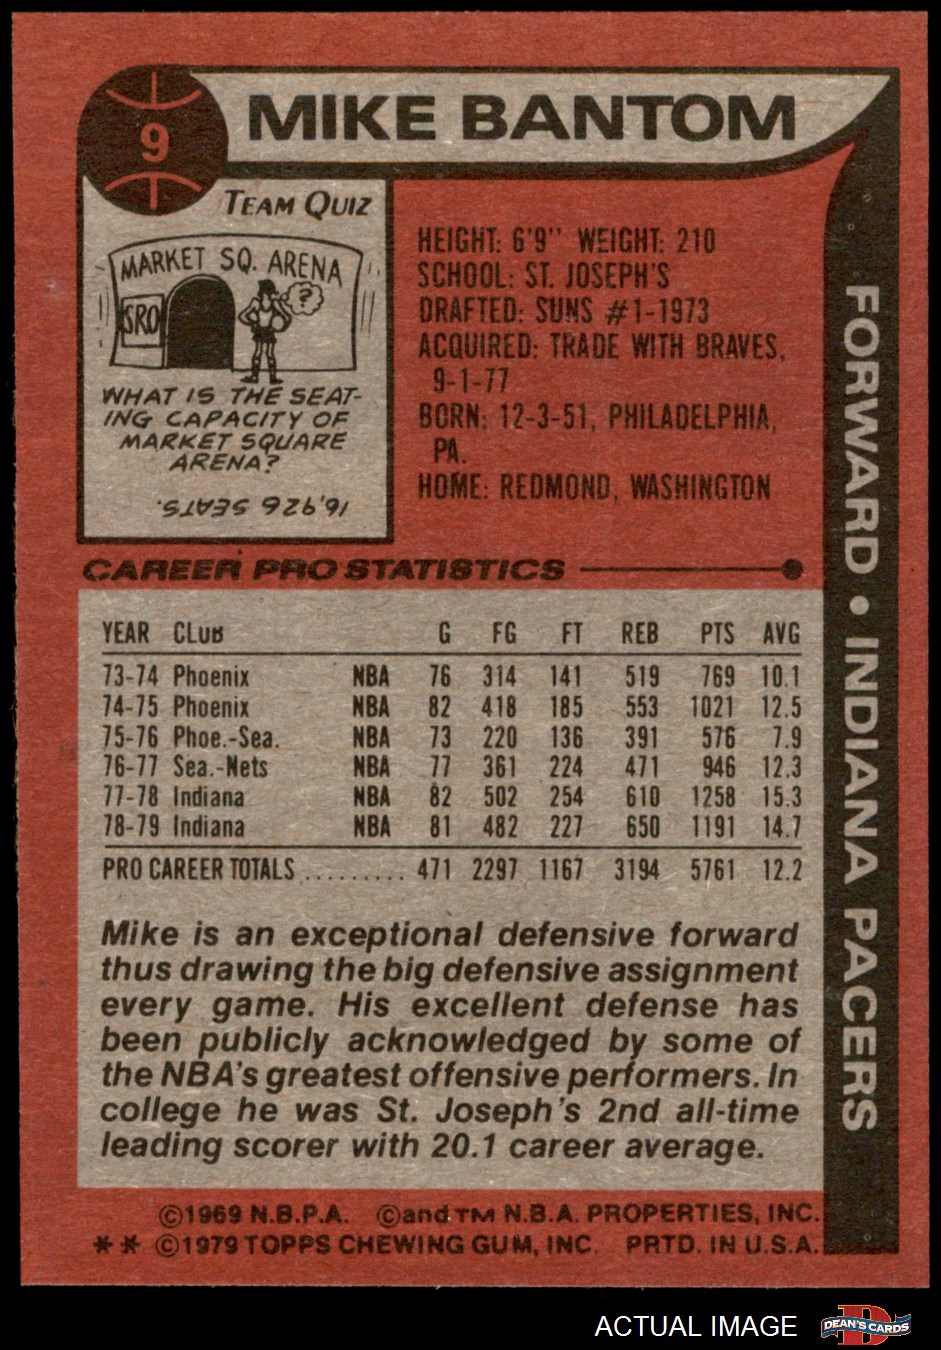 9
MIKE BANTOM
TEAM QUIZ
MARKET SQ. ARENA
SRO
?
WHAT IS THE SEAT-
ING CAPACITY OF
MARKET SQUARE
ARENA?
16,926 SEATS.
HEIGHT: 6'9" WEIGHT: 210
SCHOOL: ST. JOSEPH'S
DRAFTED: SUNS #1-1973
ACQUIRED: TRADE WITH BRAVES,
9-1-77
BORN: 12-3-51, PHILADELPHIA,
PA.
HOME: REDMOND, WASHINGTON
FORWARD • INDIANA PACERS
CAREER PRO STATISTICS
YEAR CLUB G FG FT REB PTS AVG
73-74 Phoenix NBA 76 314 141 519 769 10.1
74-75 Phoenix NBA 82 418 185 553 1021 12.5
75-76 Phoe.-Sea. NBA 73 220 136 391 576 7.9
76-77 Sea.-Nets NBA 77 361 224 471 946 12.3
77-78 Indiana NBA 82 502 254 610 1258 15.3
78-79 Indiana NBA 81 482 227 650 1191 14.7
PRO CAREER TOTALS ......... 471 2297 1167 3194 5761 12.2
Mike is an exceptional defensive forward
thus drawing the big defensive assignment
every game. His excellent defense has
been publicly acknowledged by some of
the NBA's greatest offensive performers. In
college he was St. Joseph's 2nd all-time
leading scorer with 20.1 career average.
©1969 N.B.P.A. ©and TM N.B.A. PROPERTIES, INC.
** ©1979 TOPPS CHEWING GUM, INC. PRTD. IN U.S.A.
ACTUAL IMAGE
D
DEAN'S CARDS